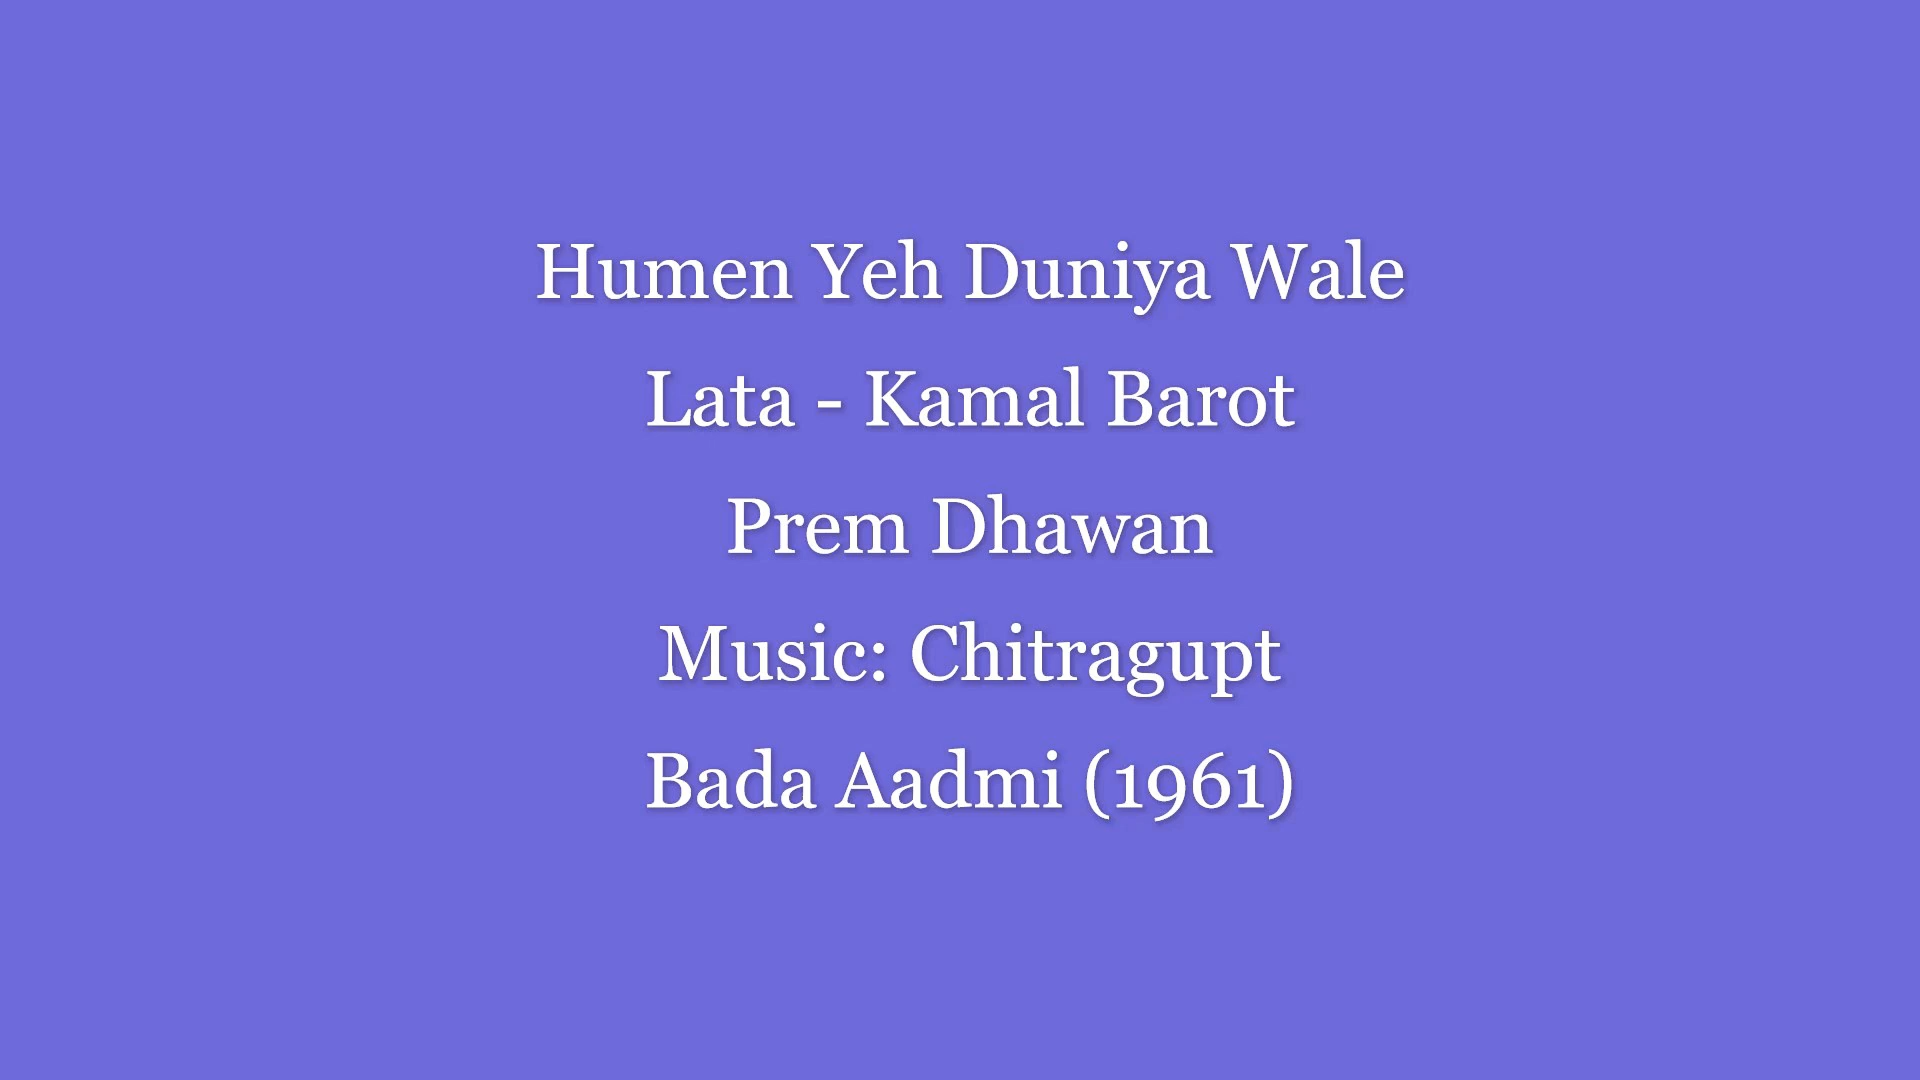 Humen Yeh Duniya Wale
Lata - Kamal Barot
Prem Dhawan
Music: Chitragupt
Bada Aadmi (1961)